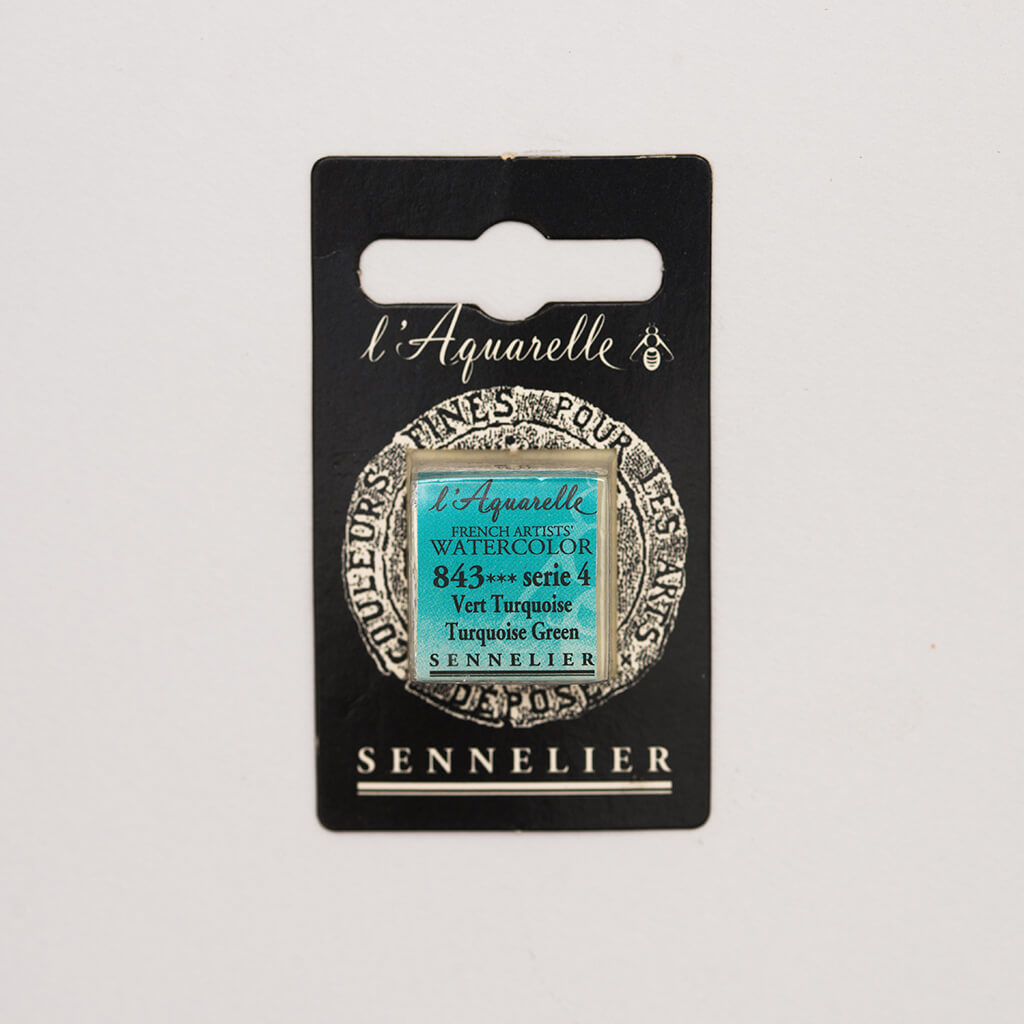 l'Aquarelle
COULEURS FINES POUR LES ARTS
l'Aquarelle
FRENCH ARTISTS'
WATERCOLOR
843*** serie 4
Vert Turquoise
Turquoise Green
SENNELIER
DÉPOSÉ
SENNELIER